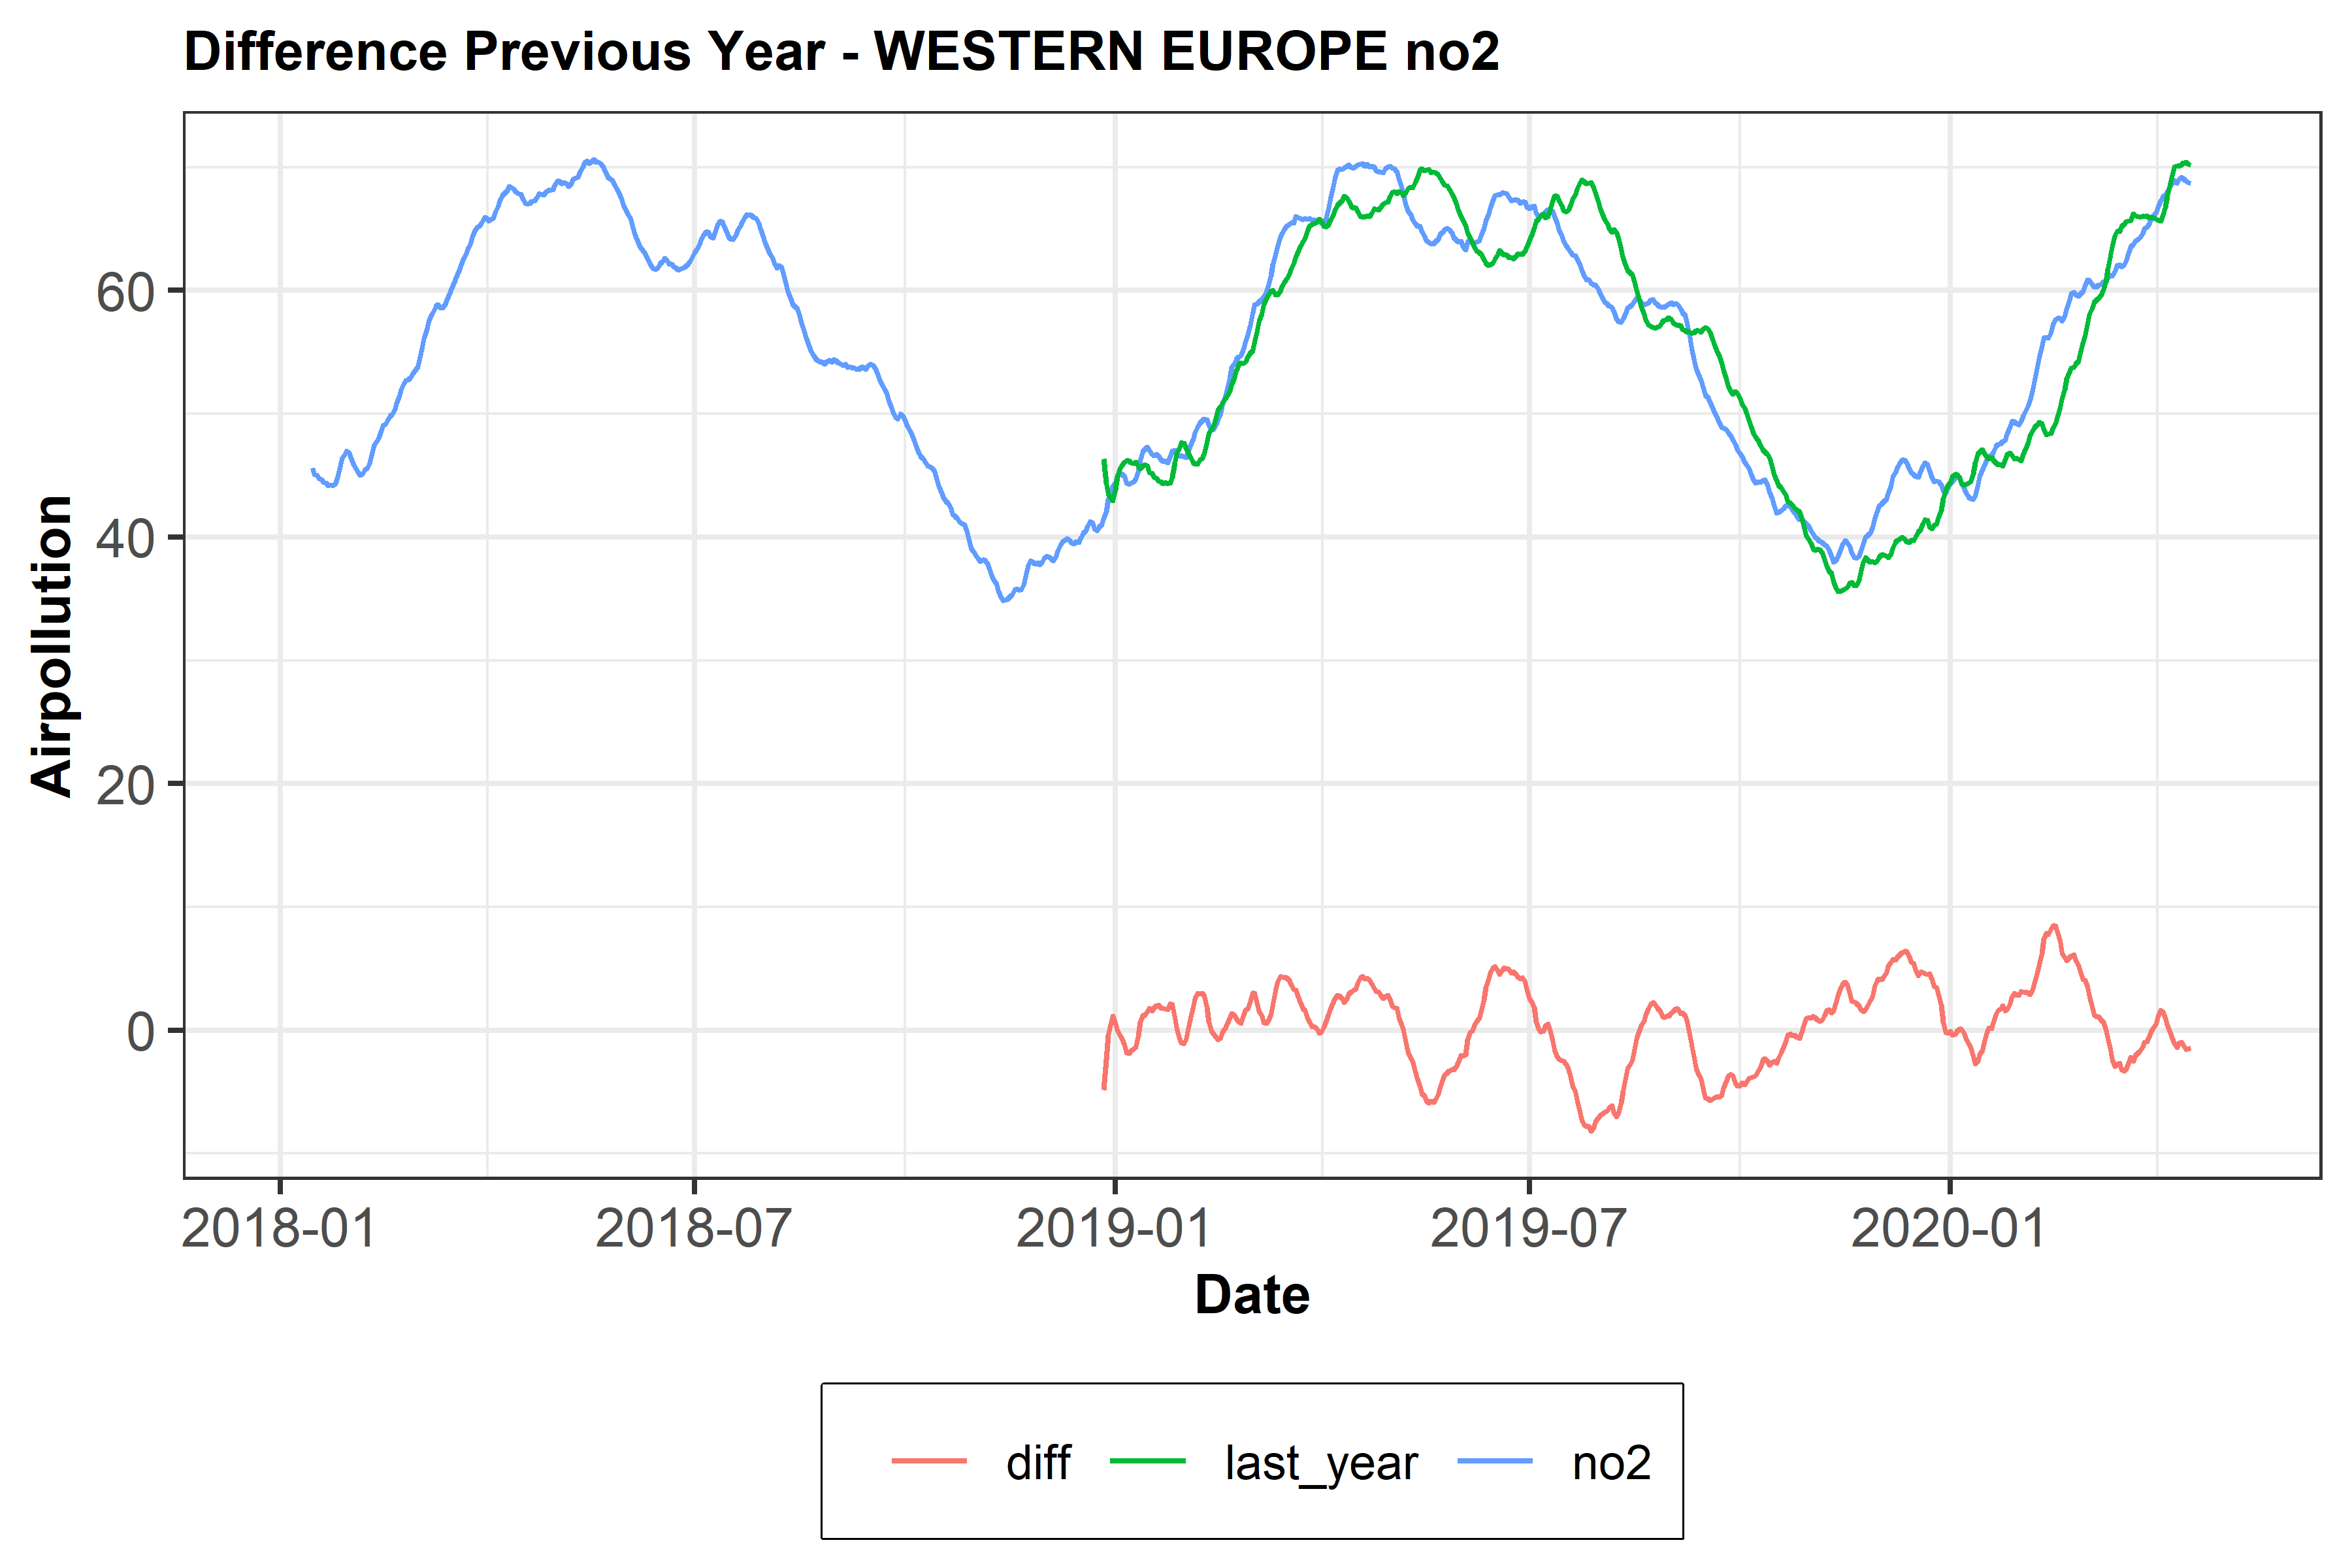 Difference Previous Year - WESTERN EUROPE no2
Airpollution
60
40
20
0
2018-01 2018-07 2019-01 2019-07 2020-01
Date
diff last_year no2